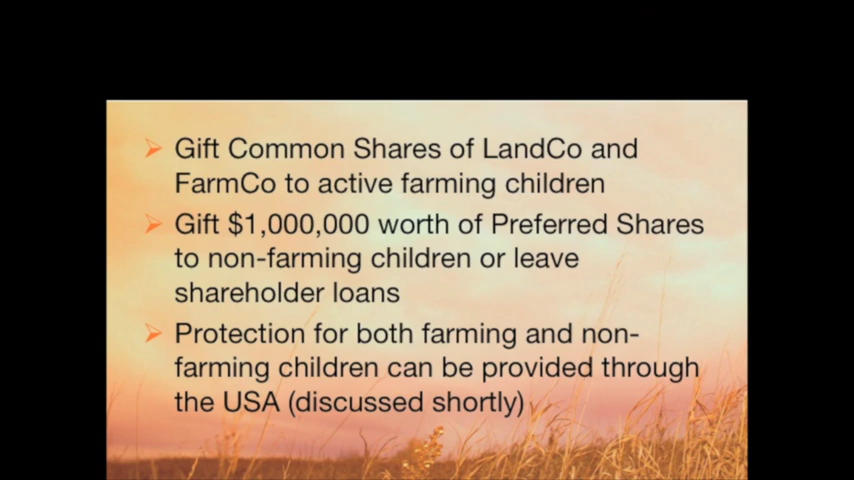 Gift Common Shares of LandCo and
FarmCo to active farming children
Gift $1,000,000 worth of Preferred Shares
to non-farming children or leave
shareholder loans
Protection for both farming and non-
farming children can be provided through
the USA (discussed shortly)